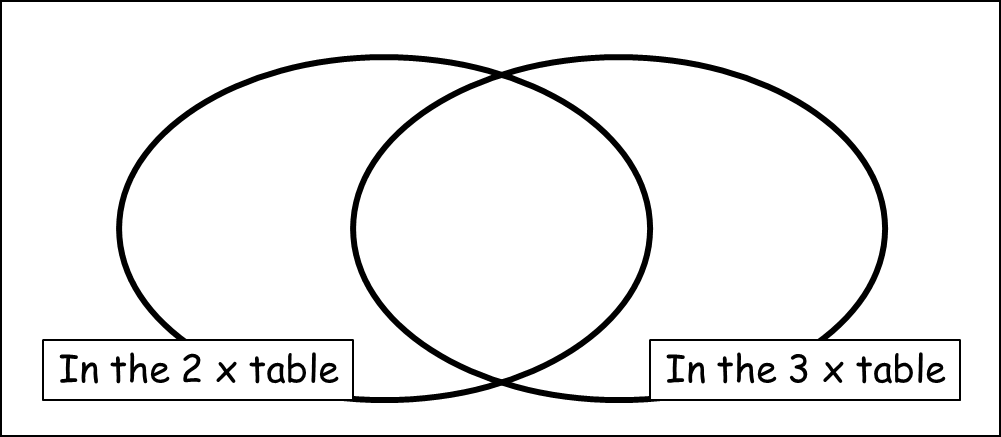 In the 2 x table
In the 3 x table